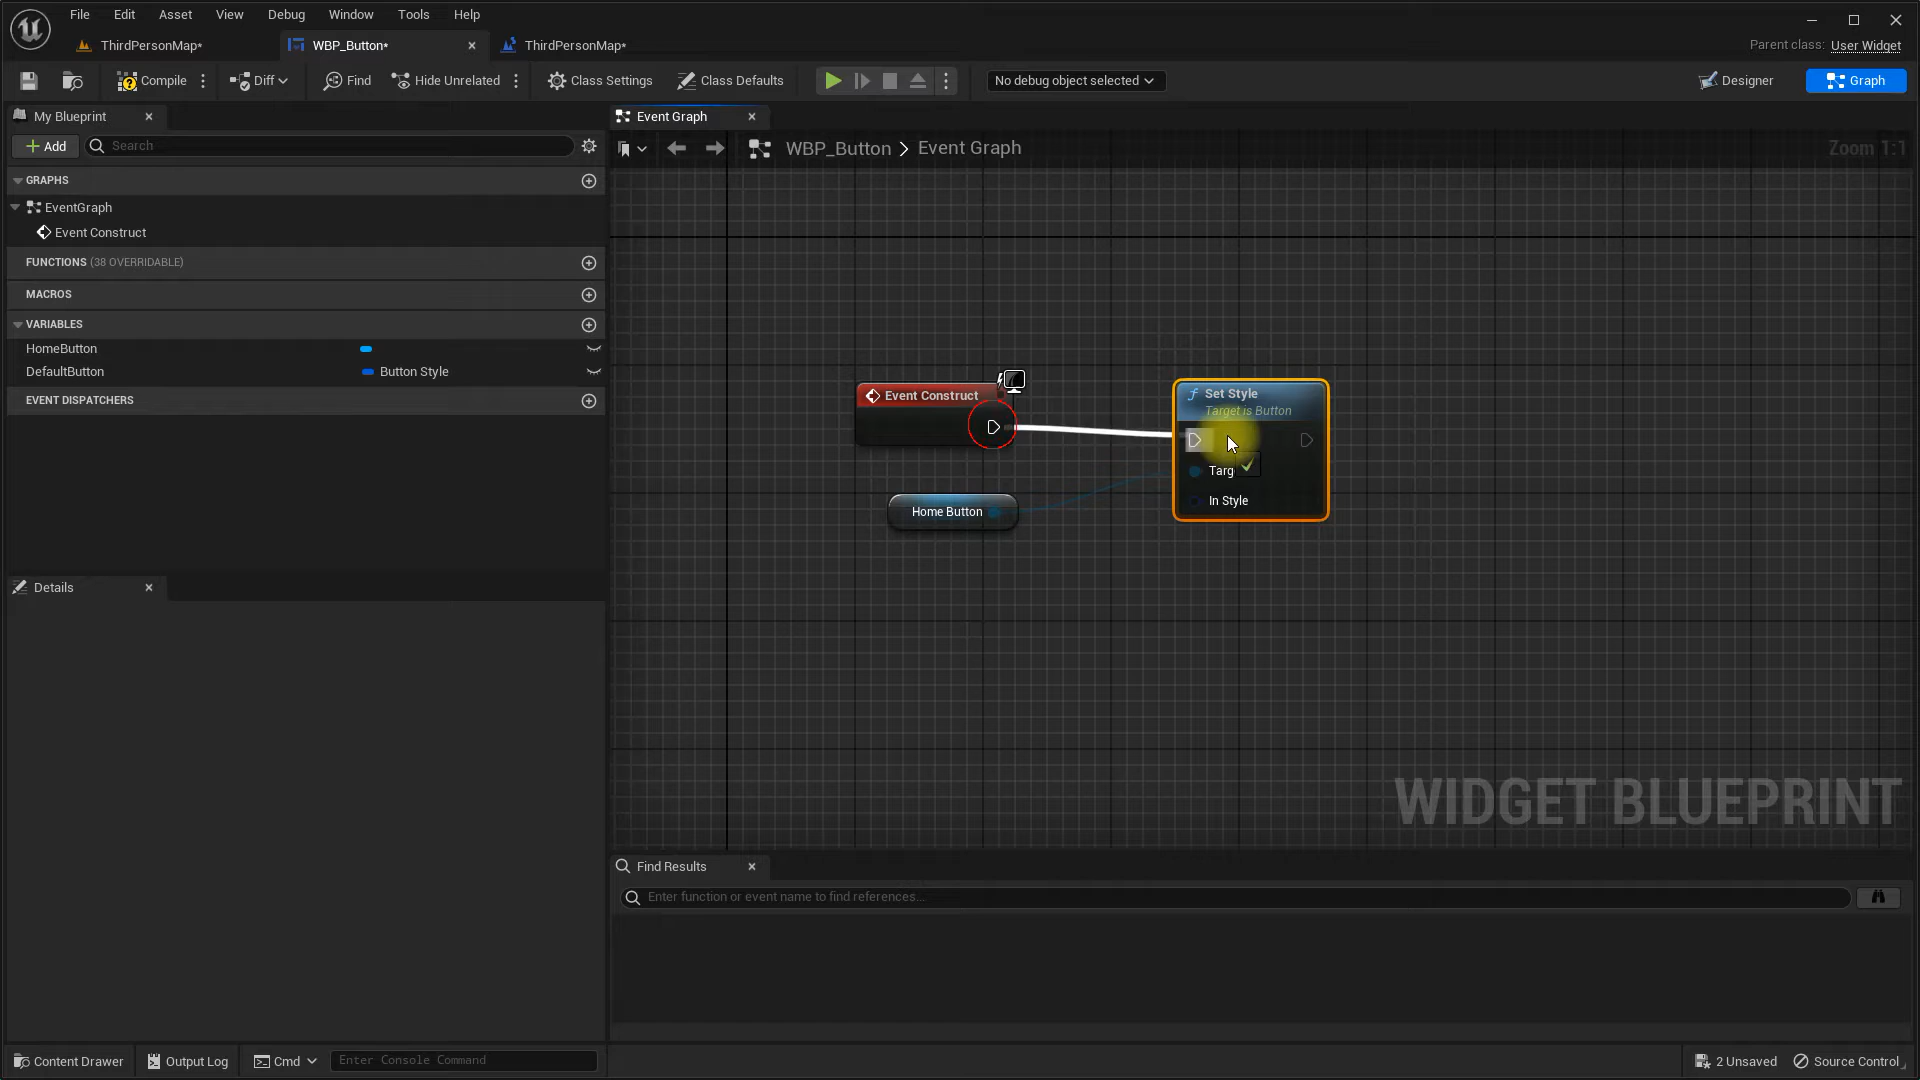 File Edit Asset View Debug Window Tools Help
ThirdPersonMap* WBP_Button* ThirdPersonMap*
Parent class: User Widget
Compile Diff Find Hide Unrelated Class Settings Class Defaults No debug object selected Designer Graph
My Blueprint
Add Search
GRAPHS
EventGraph
Event Construct
FUNCTIONS (38 OVERRIDABLE)
MACROS
VARIABLES
HomeButton
DefaultButton Button Style
EVENT DISPATCHERS
Details
Event Graph
WBP_Button > Event Graph
Zoom 1:1
Event Construct
Home Button
Set Style
Target is Button
Targ
In Style
WIDGET BLUEPRINT
Find Results
Enter function or event name to find references...
Content Drawer Output Log Cmd Enter Console Command 2 Unsaved Source Control